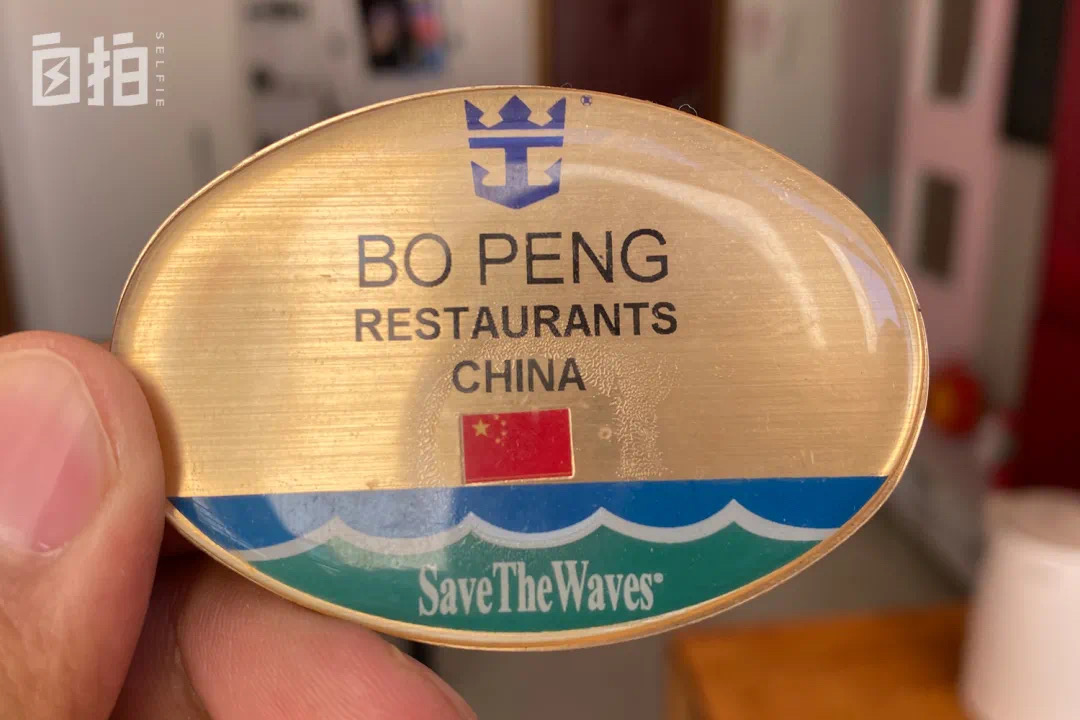 自拍
SELFIE
®
BO PENG
RESTAURANTS
CHINA
SaveTheWaves®